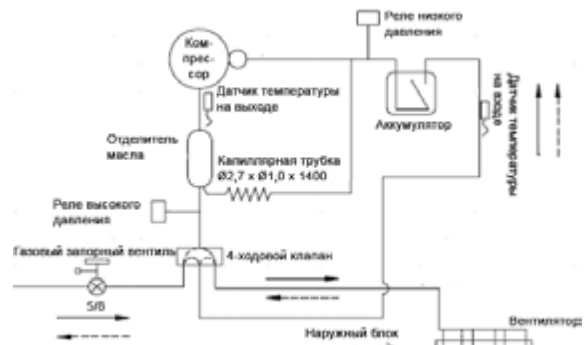 Реле низкого
давления
Ком-
прес-
сор
Датчик температуры
на выходе
Аккумулятор
Датчик температуры
на входе
Отделитель
масла
Капиллярная трубка
Ø2,7 x Ø1,0 x 1400
Реле высокого
давления
Газовый запорный вентиль
4-ходовой клапан
5/8
Вентилятор
Наружный блок